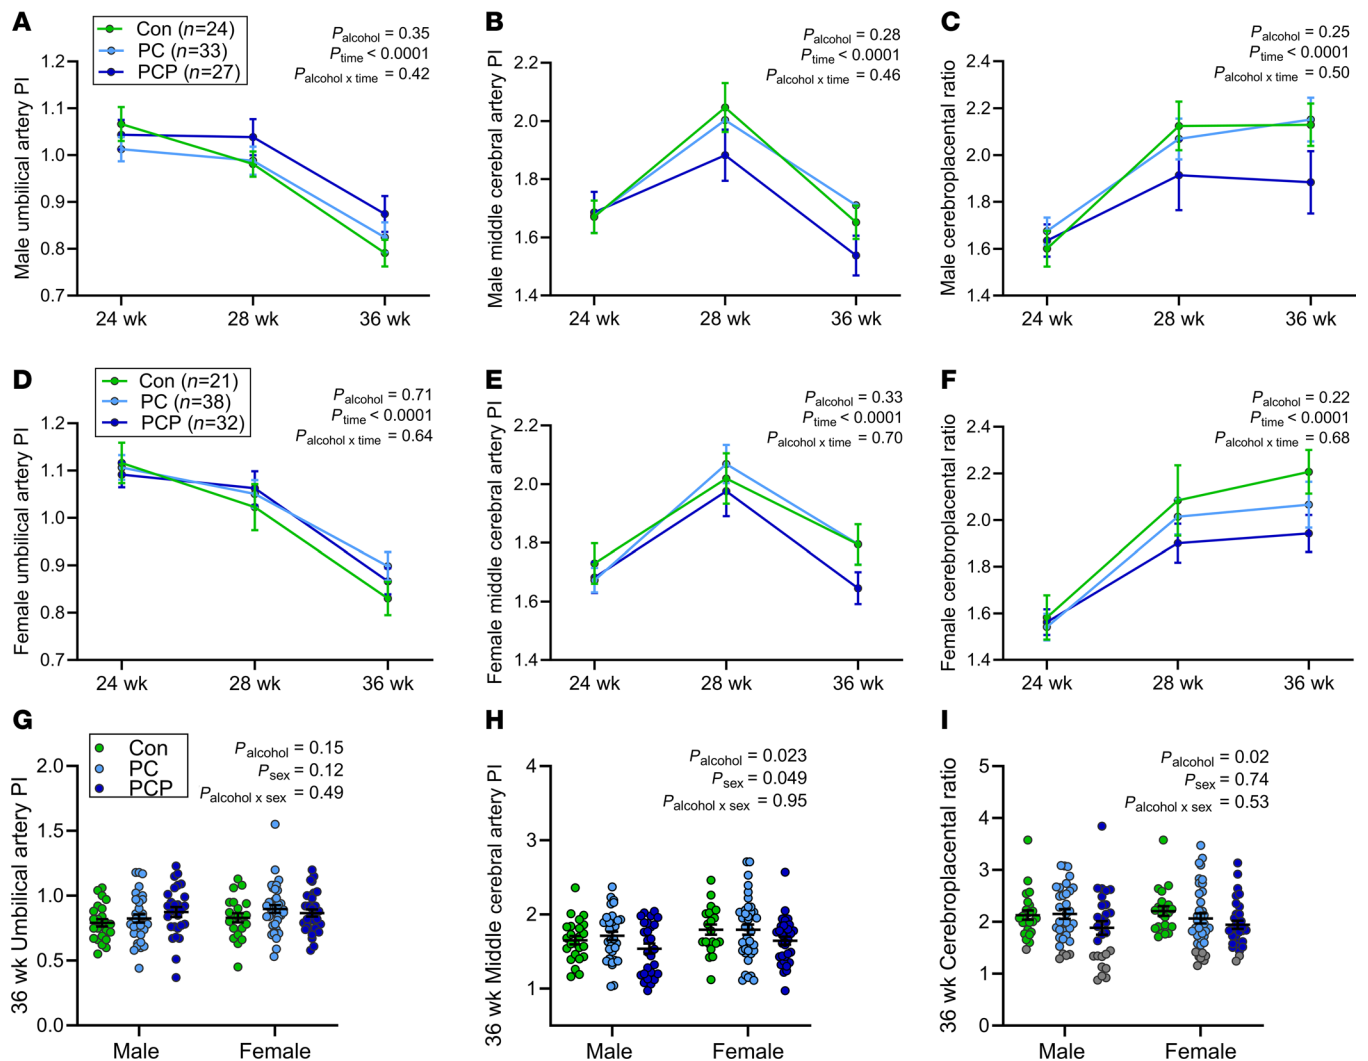 A
Con (n=24)
PC (n=33)
PCP (n=27)
Palcohol = 0.35
Ptime < 0.0001
Palcohol x time = 0.42
Male umbilical artery PI
1.2
1.1
1.0
0.9
0.8
0.7
24 wk 28 wk 36 wk
B
Palcohol = 0.28
Ptime < 0.0001
Palcohol x time = 0.46
Male middle cerebral artery PI
2.2
2.0
1.8
1.6
1.4
24 wk 28 wk 36 wk
C
Palcohol = 0.25
Ptime < 0.0001
Palcohol x time = 0.50
Male cerebroplacental ratio
2.4
2.2
2.0
1.8
1.6
1.4
24 wk 28 wk 36 wk
D
Con (n=21)
PC (n=38)
PCP (n=32)
Palcohol = 0.71
Ptime < 0.0001
Palcohol x time = 0.64
Female umbilical artery PI
1.2
1.1
1.0
0.9
0.8
0.7
24 wk 28 wk 36 wk
E
Palcohol = 0.33
Ptime < 0.0001
Palcohol x time = 0.70
Female middle cerebral artery PI
2.2
2.0
1.8
1.6
1.4
24 wk 28 wk 36 wk
F
Palcohol = 0.22
Ptime < 0.0001
Palcohol x time = 0.68
Female cerebroplacental ratio
2.4
2.2
2.0
1.8
1.6
1.4
24 wk 28 wk 36 wk
G
Con
PC
PCP
Palcohol = 0.15
Psex = 0.12
Palcohol x sex = 0.49
36 wk Umbilical artery PI
2.0
1.5
1.0
0.5
0.0
Male Female
H
Palcohol = 0.023
Psex = 0.049
Palcohol x sex = 0.95
36 wk Middle cerebral artery PI
4
3
2
1
Male Female
I
Palcohol = 0.02
Psex = 0.74
Palcohol x sex = 0.53
36 wk Cerebroplacental ratio
5
4
3
2
1
0
Male Female